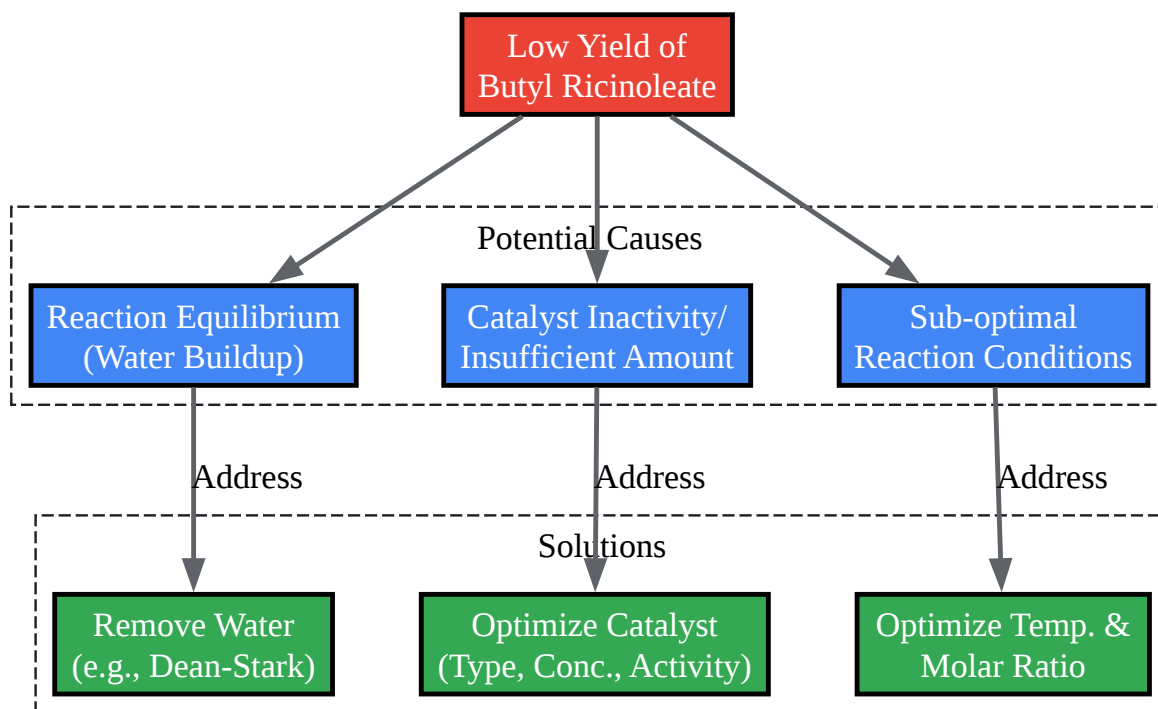 Low Yield of
Butyl Ricinoleate
Potential Causes
Reaction Equilibrium
(Water Buildup)
Catalyst Inactivity/
Insufficient Amount
Sub-optimal
Reaction Conditions
Address
Address
Address
Solutions
Remove Water
(e.g., Dean-Stark)
Optimize Catalyst
(Type, Conc., Activity)
Optimize Temp. &
Molar Ratio